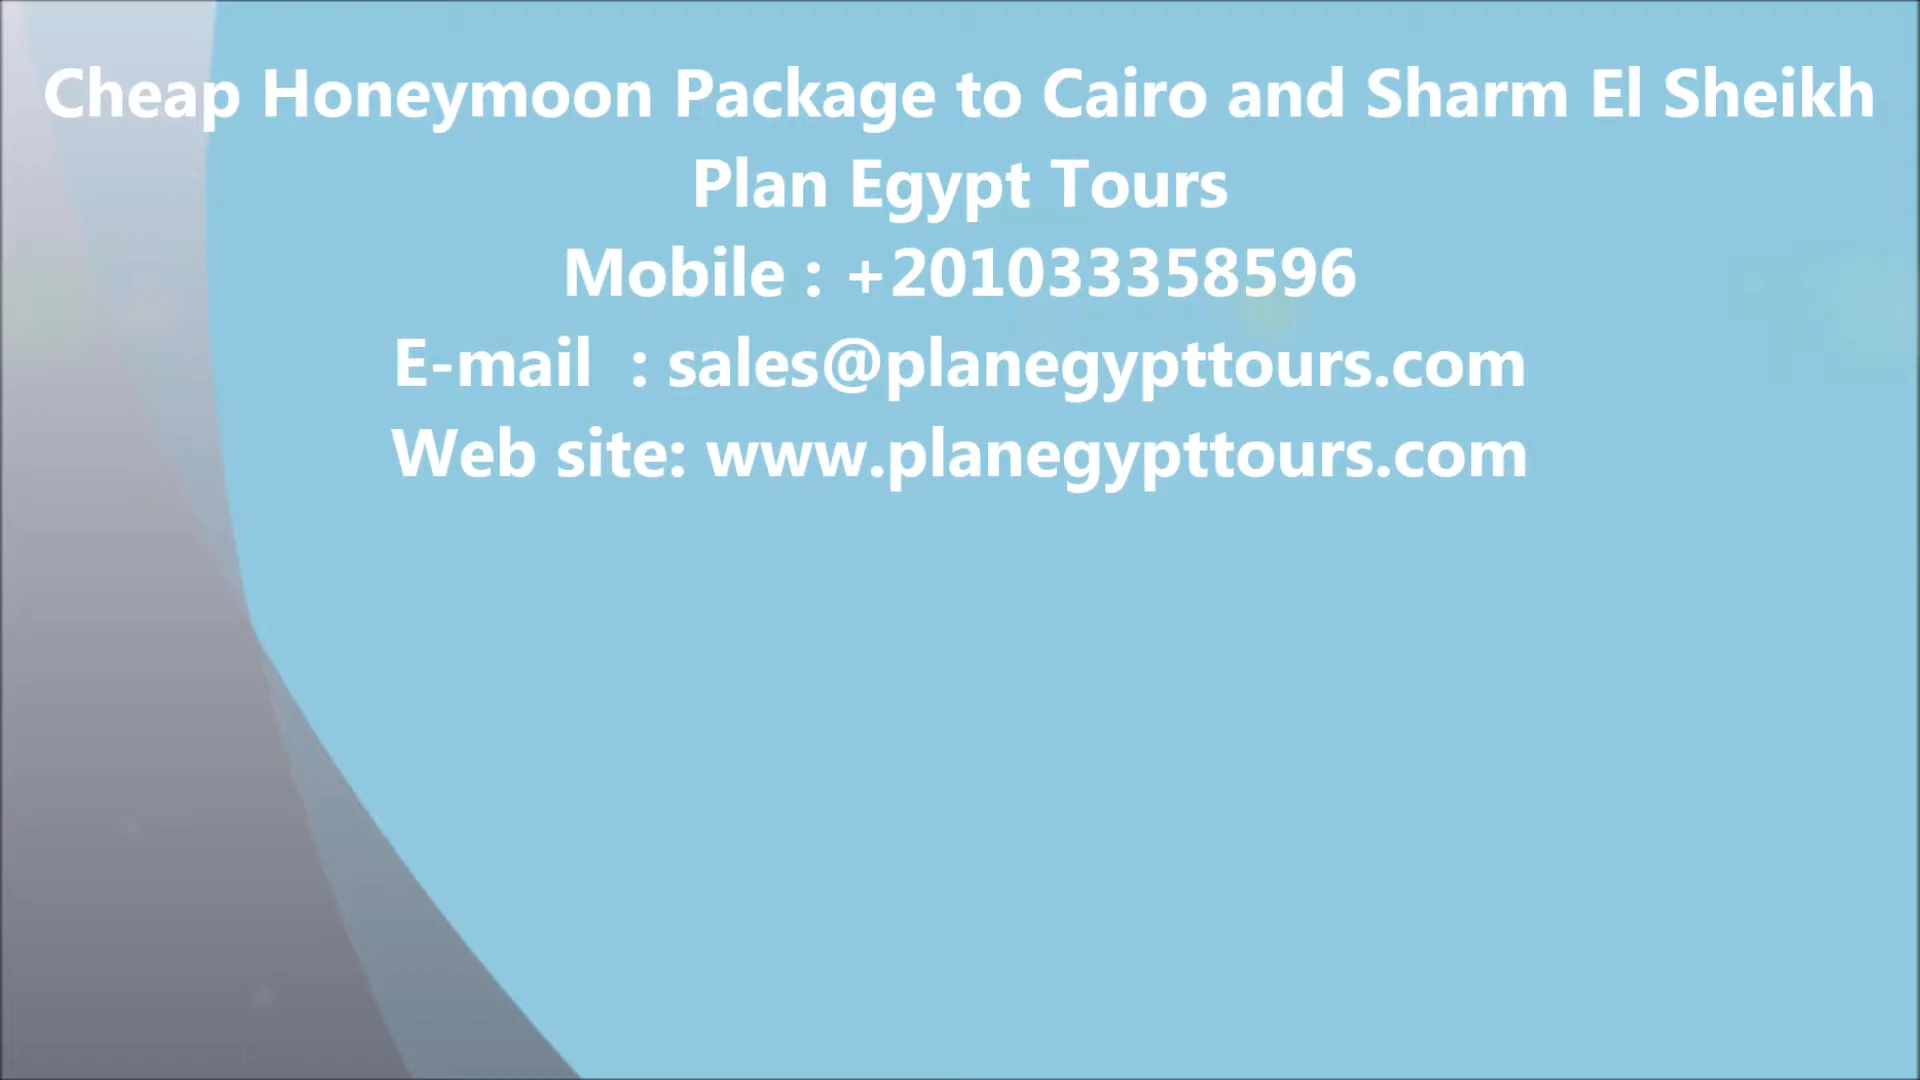 Cheap Honeymoon Package to Cairo and Sharm El Sheikh
Plan Egypt Tours
Mobile : +201033358596
E-mail  : sales@planegypttours.com
Web site: www.planegypttours.com